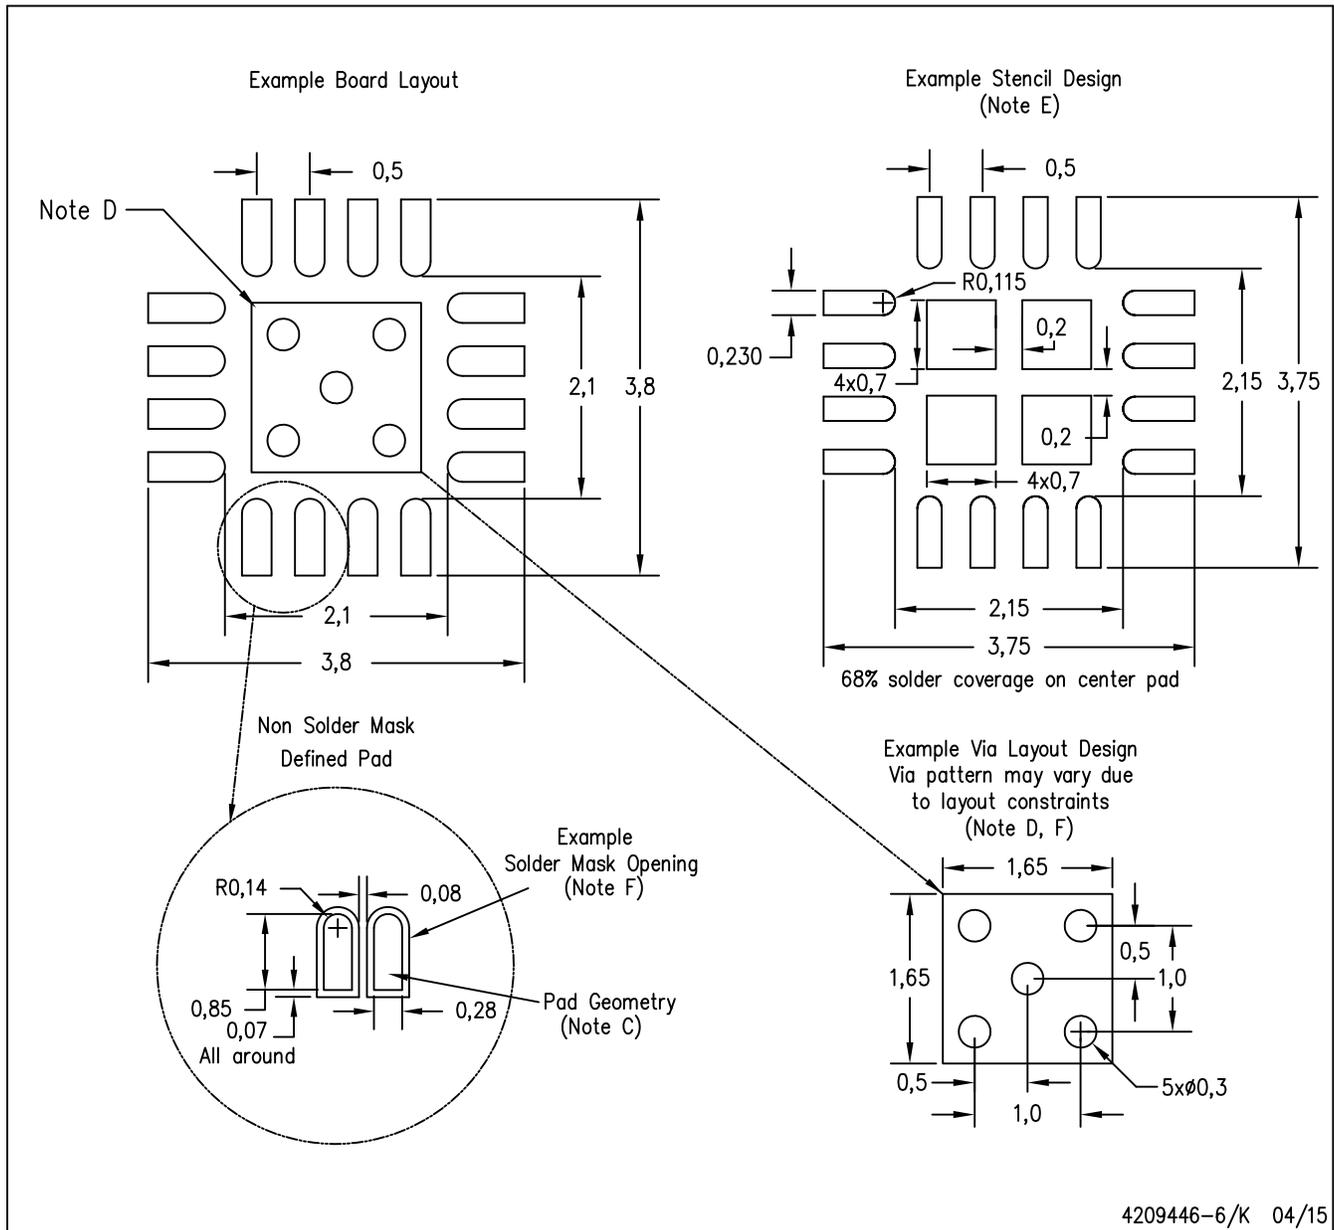 Example Board Layout
0,5
Note D
2,1
3,8
2,1
3,8
Example Stencil Design
(Note E)
0,5
R0,115
0,230
0,2
4x0,7
2,15
3,75
0,2
4x0,7
2,15
3,75
68% solder coverage on center pad
Non Solder Mask
Defined Pad
Example
Solder Mask Opening
(Note F)
R0,14
0,08
0,85
0,07
All around
0,28
Pad Geometry
(Note C)
Example Via Layout Design
Via pattern may vary due
to layout constraints
(Note D, F)
1,65
1,65
0,5
1,0
0,5
1,0
5xø0,3
4209446-6/K 04/15